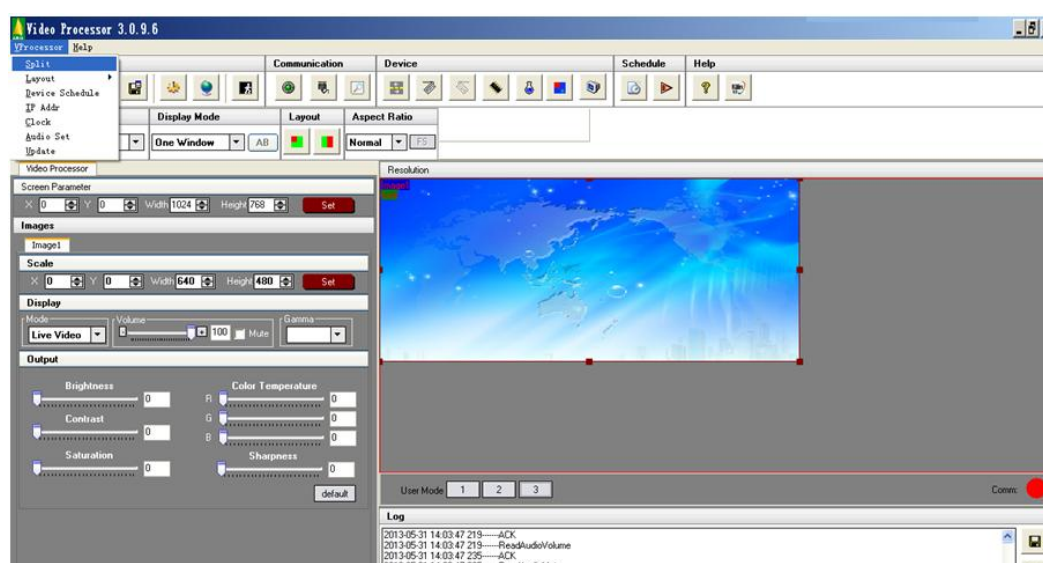 Video Processor 3.0.9.6
VProcessor Help
Split
Layout
Device Schedule
IP Addr
Clock
Audio Set
Update
Communication Device Schedule Help
Display Mode Layout Aspect Ratio
One Window AB Normal FS
Video Processor
Screen Parameter
X 0 Y 0 Width 1024 Height 768 Set
Images
Image1
Scale
X 0 Y 0 Width 640 Height 480 Set
Display
Mode Volume Gamma
Live Video - + 100 Mute
Output
Brightness Color Temperature
0 R 0
Contrast G 0
0 B 0
Saturation Sharpness
0 0
default
Resolution
Image1
User Mode 1 2 3 Comm:
Log
2013-05-31 14:03:47 219-------ACK
2013-05-31 14:03:47 219-------ReadAudioVolume
2013-05-31 14:03:47 235-------ACK